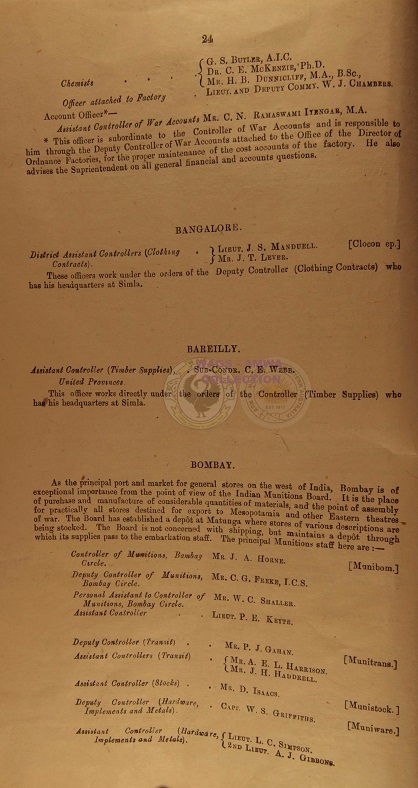 24
G. S. BUTLER, A.I.C.
DR. C. E. MCKENZIE, Ph.D.
Chemists . . . MR. H. B. DUNNICLIFF, M.A., B.Sc.,
Officer attached to Factory LIEUT. AND DEPUTY COMMY. W. J. CHAMBERS.
Account Officer*—
Assistant Controller of War Accounts MR. C. N. RAMASWAMI IYENGAR, M.A.
* This officer is subordinate to the Controller of War Accounts and is responsible to
him through the Deputy Controller of War Accounts attached to the Office of the Director of
Ordnance Factories, for the proper maintenance of the cost accounts of the factory. He also
advises the Suprientendent on all general financial and accounts questions.
BANGALORE.
District Assistant Controllers (Clothing . LIEUT. J. S. MANDUELL. [Clocon ep.]
Contracts). MR. J. T. LEVER.
These officers work under the orders of the Deputy Controller (Clothing Contracts) who
has his headquarters at Simla.
BAREILLY.
Assistant Controller (Timber Supplies), . SUB-CONDR. C. E. WEBB.
United Provinces
This officer works directly under the orders of the Controller (Timber Supplies) who
has his headquarters at Simla.
COLLECTION
BOMBAY.
As the principal port and market for general stores on the west of India, Bombay is of
exceptional importance from the point of view of the Indian Munitions Board. It is the place
of purchase and manufacture of considerable quantities of materials, and the point of assembly
for practically all stores destined for export to Mesopotamia and other Eastern theatres
of war. The Board has established a depôt at Matunga where stores of various descriptions are
being stocked. The Board is not concerned with shipping, but maintains a depôt through
which its supplies pass to the embarkation staff. The principal Munitions staff here are :—
Controller of Munitions, Bombay MR. J. A. HORNE.
Circle. [Munibom.]
Deputy Controller of Munitions, MR. C. G. FREKE, I.C.S.
Bombay Circle.
Personal Assistant to Controller of MR. W. C. SHALLER.
Munitions, Bombay Circle.
Assistant Controller . . LIEUT. P. E. KEYTE.
Deputy Controller (Transit) . . MR. P. J. GAHAN.
Assistant Controllers (Transit) . MR. A. E. L. HARRISON. [Munitrans.]
MR. J. H. HADDRELL.
Assistant Controller (Stocks) . . MR. D. ISAACS.
[Munistock.]
Deputy Controller (Hardware, . CAPT. W. S. GRIFFITHS.
Implements and Metals). [Muniware.]
Assistant Controller (Hardware, LIEUT. L. C. SIMPSON.
Implements and Metals). 2ND LIEUT. A. J. GIBBONS.